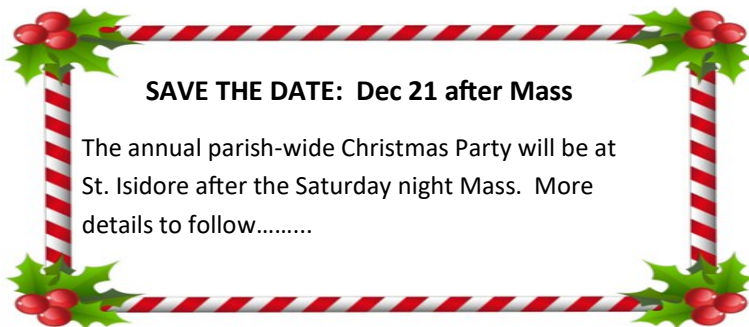 SAVE THE DATE:  Dec 21 after Mass
The annual parish-wide Christmas Party will be at
St. Isidore after the Saturday night Mass.  More
details to follow……...